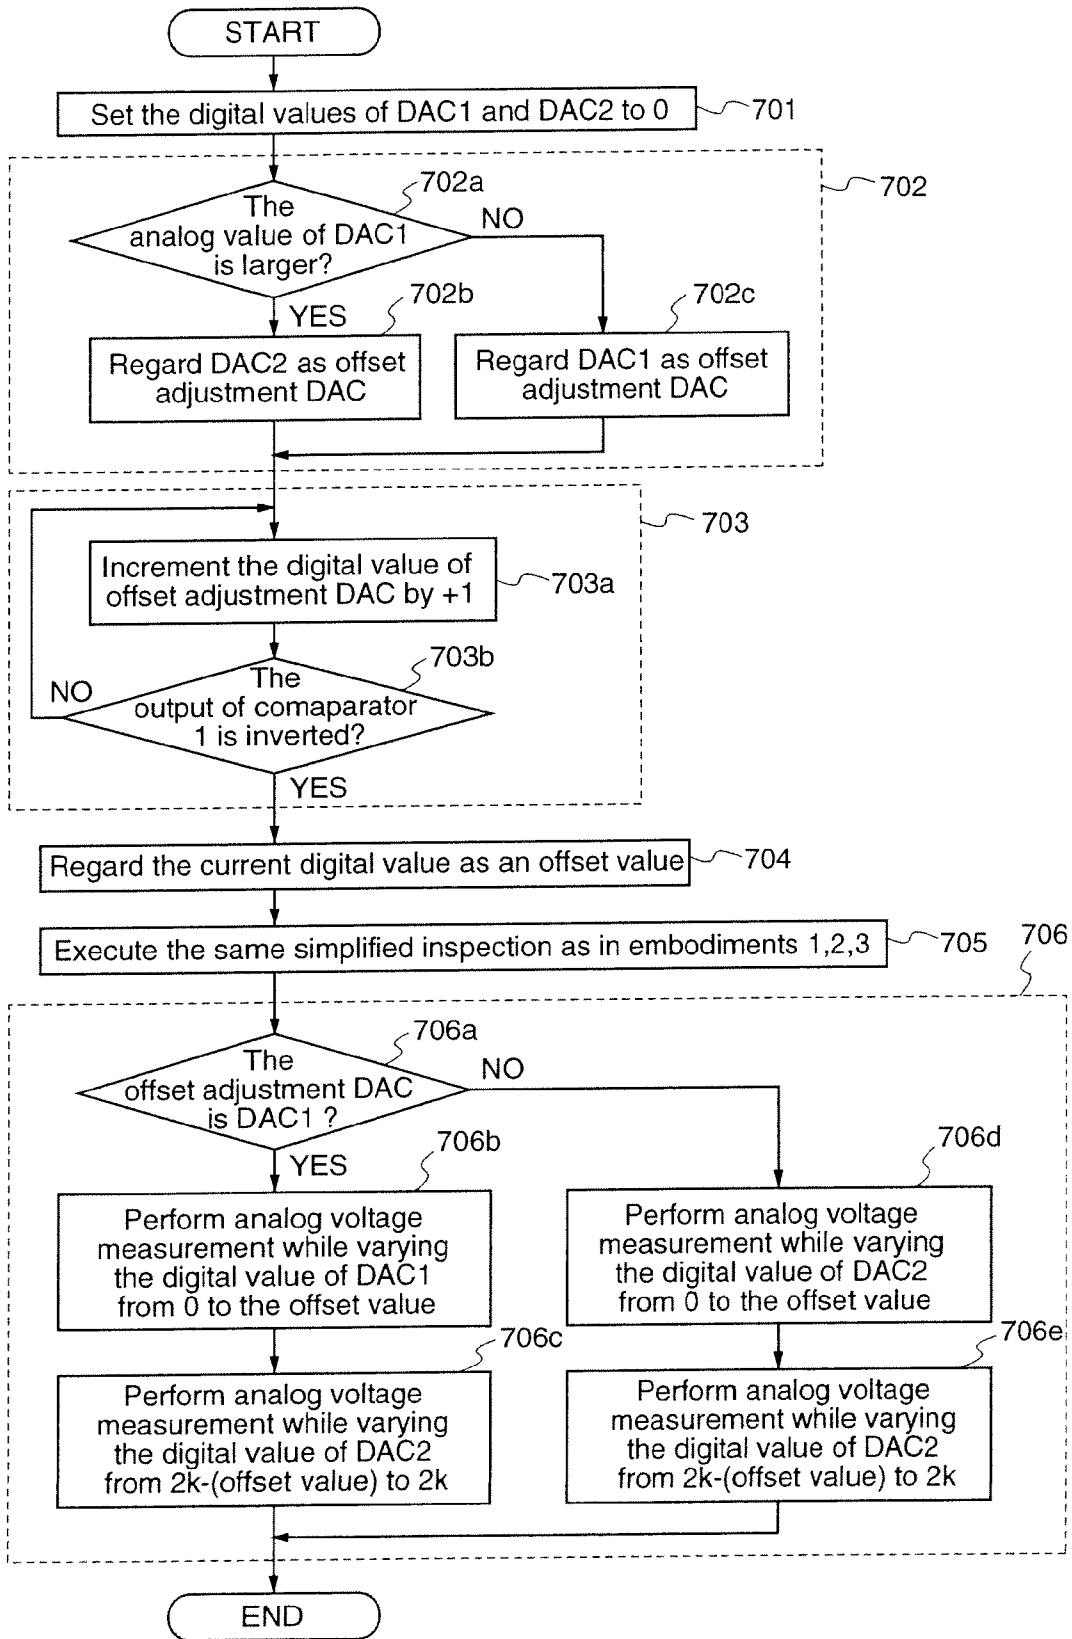 START
Set the digital values of DAC1 and DAC2 to 0
701
702
702a
The
analog value of DAC1
is larger?
NO
YES
702b
Regard DAC2 as offset
adjustment DAC
702c
Regard DAC1 as offset
adjustment DAC
703
Increment the digital value of
offset adjustment DAC by +1
703a
703b
The
output of comaparator
1 is inverted?
NO
YES
Regard the current digital value as an offset value
704
Execute the same simplified inspection as in embodiments 1,2,3
705
706
706a
The
offset adjustment DAC
is DAC1 ?
NO
YES
706b
Perform analog voltage
measurement while varying
the digital value of DAC1
from 0 to the offset value
706d
Perform analog voltage
measurement while varying
the digital value of DAC2
from 0 to the offset value
706c
Perform analog voltage
measurement while varying
the digital value of DAC2
from 2k-(offset value) to 2k
706e
Perform analog voltage
measurement while varying
the digital value of DAC2
from 2k-(offset value) to 2k
END